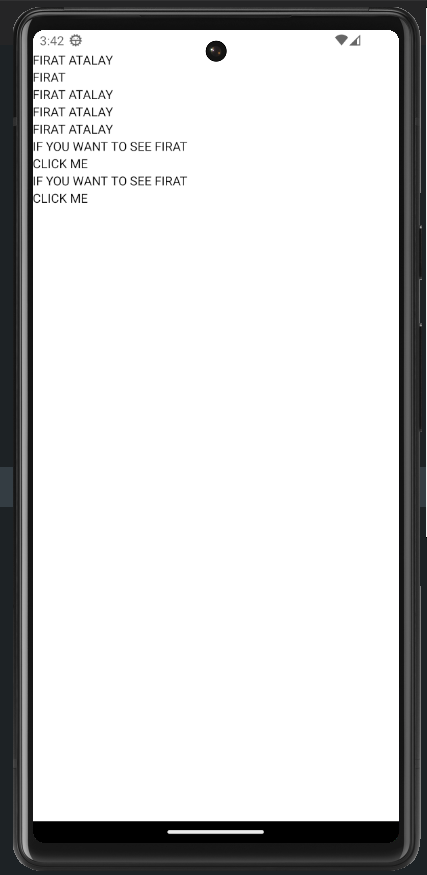 3:42
FIRAT ATALAY
FIRAT
FIRAT ATALAY
FIRAT ATALAY
FIRAT ATALAY
IF YOU WANT TO SEE FIRAT
CLICK ME
IF YOU WANT TO SEE FIRAT
CLICK ME